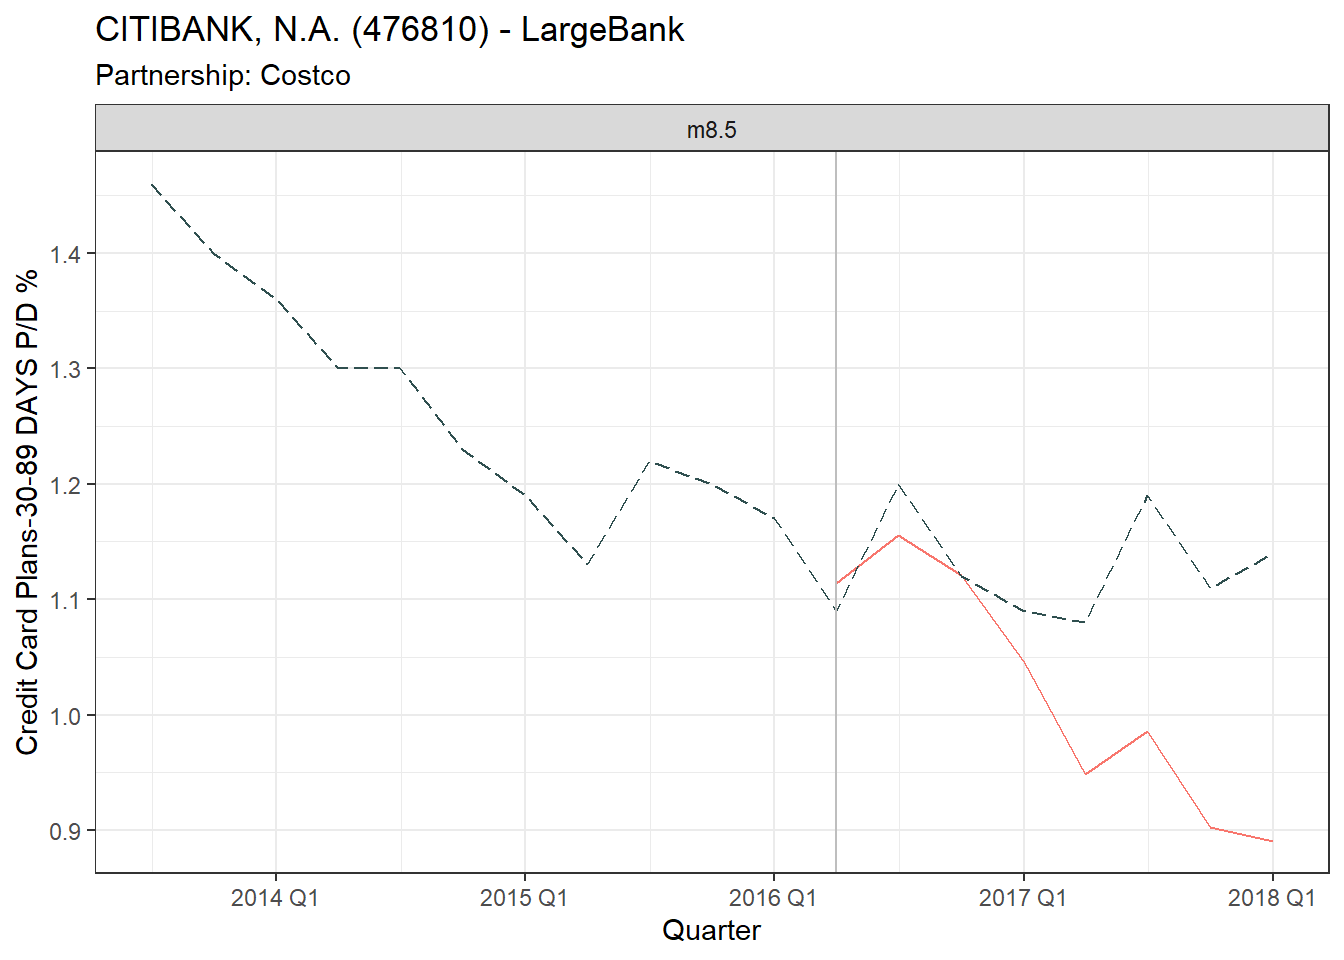 CITIBANK, N.A. (476810) - LargeBank
Partnership: Costco
m8.5
Credit Card Plans-30-89 DAYS P/D %
1.4
1.3
1.2
1.1
1.0
0.9
2014 Q1 2015 Q1 2016 Q1 2017 Q1 2018 Q1
Quarter